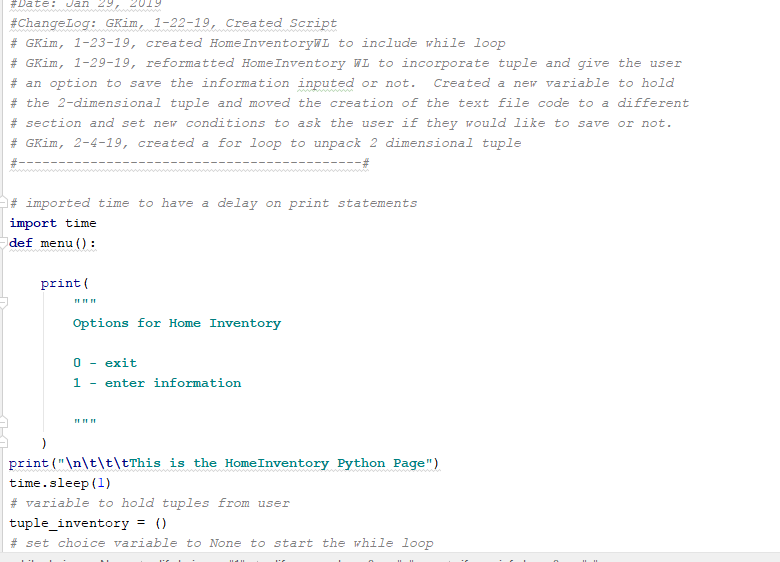 #Date: Jan 29, 2019
#ChangeLog: GKim, 1-22-19, Created Script
# GKim, 1-23-19, created HomeInventoryWL to include while loop
# GKim, 1-29-19, reformatted HomeInventory WL to incorporate tuple and give the user
# an option to save the information inputed or not.  Created a new variable to hold
# the 2-dimensional tuple and moved the creation of the text file code to a different
# section and set new conditions to ask the user if they would like to save or not.
# GKim, 2-4-19, created a for loop to unpack 2 dimensional tuple
#-------------------------------------------#
# imported time to have a delay on print statements
import time
def menu():
    print(
        """
        Options for Home Inventory
        0 - exit
        1 - enter information
        """
    )
print("\n\t\t\tThis is the HomeInventory Python Page")
time.sleep(1)
# variable to hold tuples from user
tuple_inventory = ()
# set choice variable to None to start the while loop